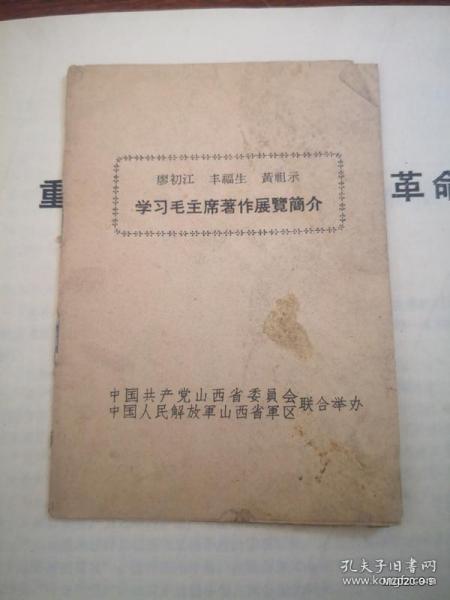 廖初江 丰福生 黃祖示
学习毛主席著作展覽簡介
中国共产党山西省委員会
中国人民解放軍山西省軍区
联合举办
重
革命
孔夫子旧书网